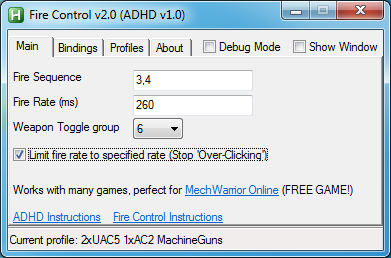 Fire Control v2.0 (ADHD v1.0)
Main Bindings Profiles About Debug Mode Show Window
Fire Sequence 3,4
Fire Rate (ms) 260
Weapon Toggle group 6
Limit fire rate to specified rate (Stop 'Over-Clicking')
Works with many games, perfect for MechWarrior Online (FREE GAME!)
ADHD Instructions Fire Control Instructions
Current profile: 2xUAC5 1xAC2 MachineGuns